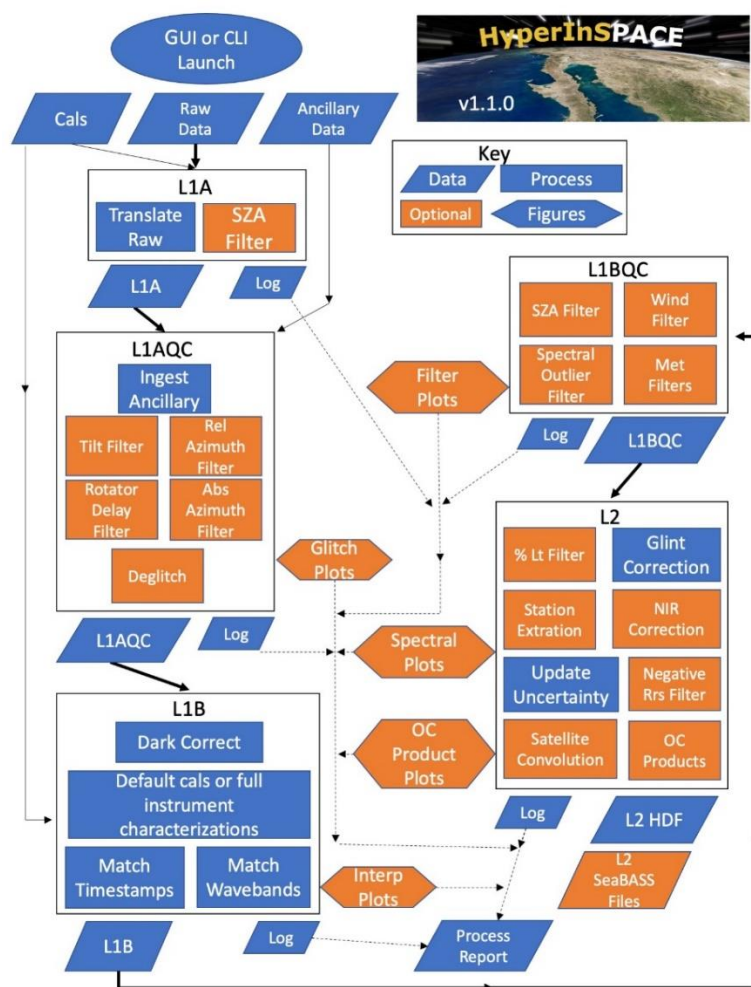 GUI or CLI
Launch
HyperInSPACE
v1.1.0
Cals
Raw
Data
Ancillary
Data
Key
Data
Process
Optional
Figures
L1A
Translate
Raw
SZA
Filter
L1A
Log
L1AQC
Ingest
Ancillary
Tilt Filter
Rel
Azimuth
Filter
Rotator
Delay
Filter
Abs
Azimuth
Filter
Deglitch
Glitch
Plots
L1AQC
Log
L1B
Dark Correct
Default cals or full
instrument
characterizations
Match
Timestamps
Match
Wavebands
Interp
Plots
L1B
Log
L1BQC
SZA Filter
Wind
Filter
Spectral
Outlier
Filter
Met
Filters
Filter
Plots
Log
L1BQC
L2
% Lt Filter
Glint
Correction
Station
Extration
NIR
Correction
Update
Uncertainty
Negative
Rrs Filter
Satellite
Convolution
OC
Products
Spectral
Plots
OC
Product
Plots
Log
L2 HDF
L2
SeaBASS
Files
Process
Report